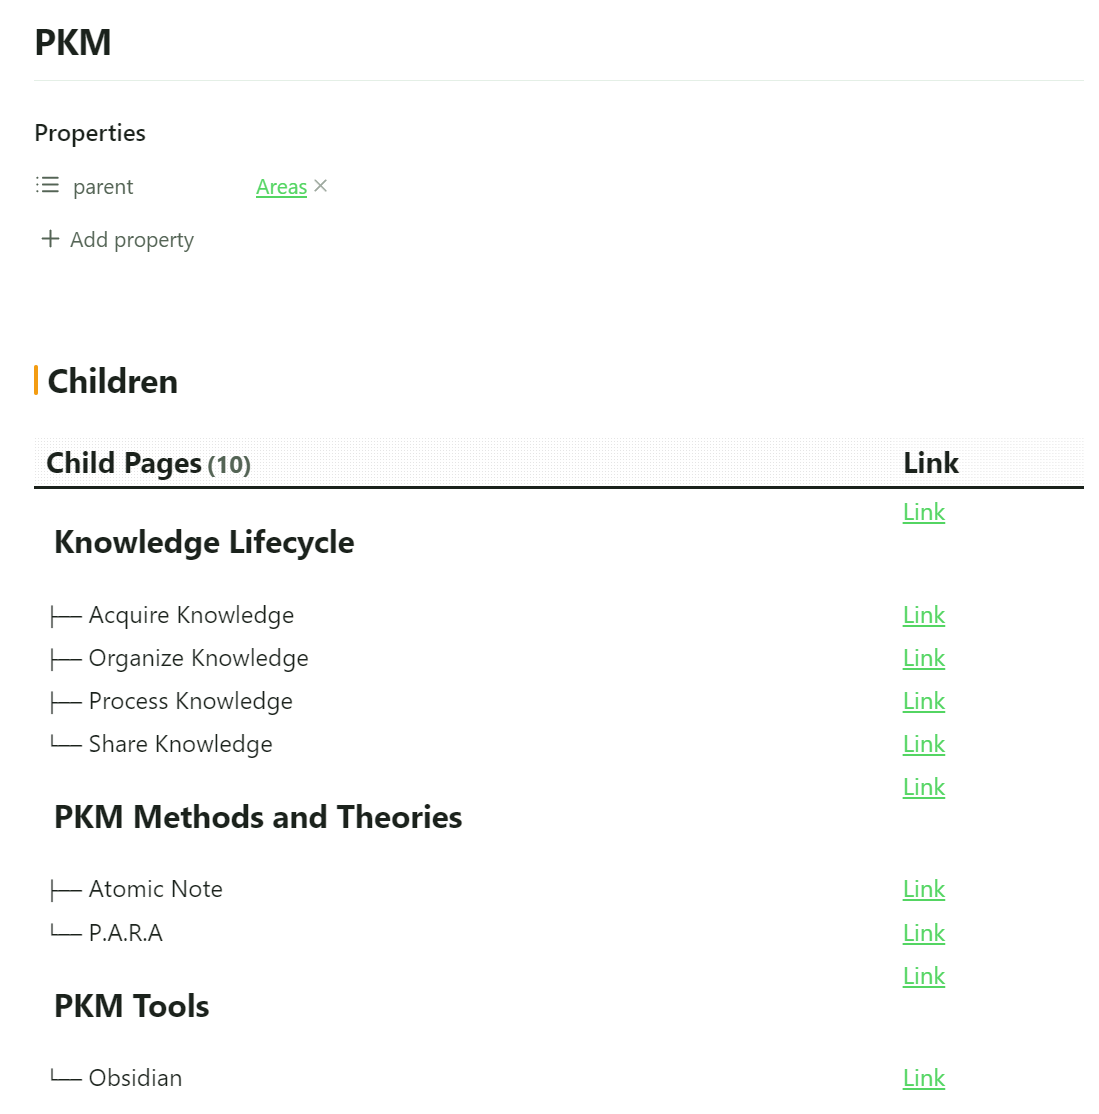 PKM
Properties
parent Areas
Add property
Children
Child Pages (10) Link
Link
Knowledge Lifecycle
├── Acquire Knowledge Link
├── Organize Knowledge Link
├── Process Knowledge Link
└── Share Knowledge Link
Link
PKM Methods and Theories
├── Atomic Note Link
└── P.A.R.A Link
Link
PKM Tools
└── Obsidian Link